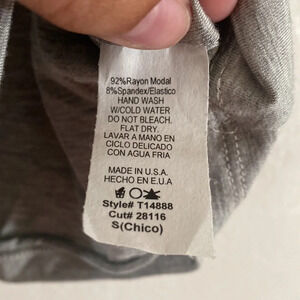 92%Rayon Modal
8%Spandex/Elastico
HAND WASH
W/COLD WATER
DO NOT BLEACH.
FLAT DRY.
LAVAR A MANO EN
CICLO DELICADO
CON AGUA FRIA
MADE IN U.S.A.
HECHO EN E.U.A
Style# T14888
Cut# 28116
S(Chico)